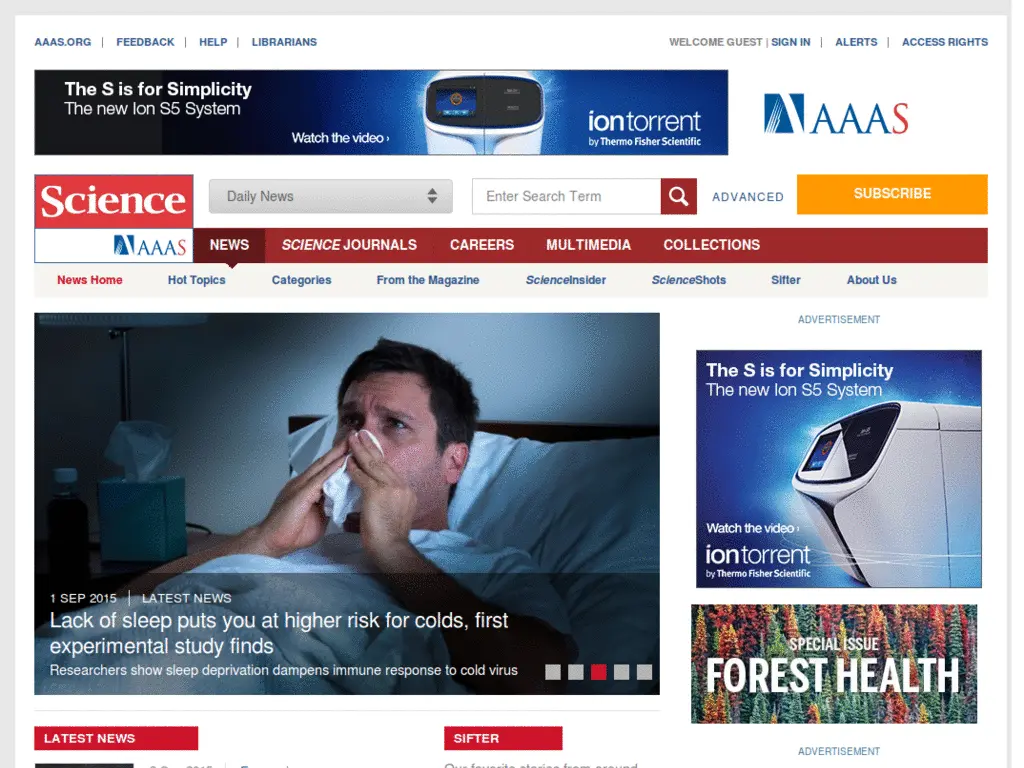 AAAS.ORG | FEEDBACK | HELP | LIBRARIANS
WELCOME GUEST | SIGN IN | ALERTS | ACCESS RIGHTS
The S is for Simplicity
The new Ion S5 System
Watch the video ›
iontorrent
by Thermo Fisher Scientific
AAAS
Science
AAAS
Daily News
Enter Search Term
ADVANCED
SUBSCRIBE
NEWS SCIENCE JOURNALS CAREERS MULTIMEDIA COLLECTIONS
News Home Hot Topics Categories From the Magazine ScienceInsider ScienceShots Sifter About Us
ADVERTISEMENT
The S is for Simplicity
The new Ion S5 System
Watch the video ›
iontorrent
by Thermo Fisher Scientific
1 SEP 2015 | LATEST NEWS
Lack of sleep puts you at higher risk for colds, first
experimental study finds
Researchers show sleep deprivation dampens immune response to cold virus
SPECIAL ISSUE
FOREST HEALTH
ADVERTISEMENT
LATEST NEWS
SIFTER
Our favorite stories from around